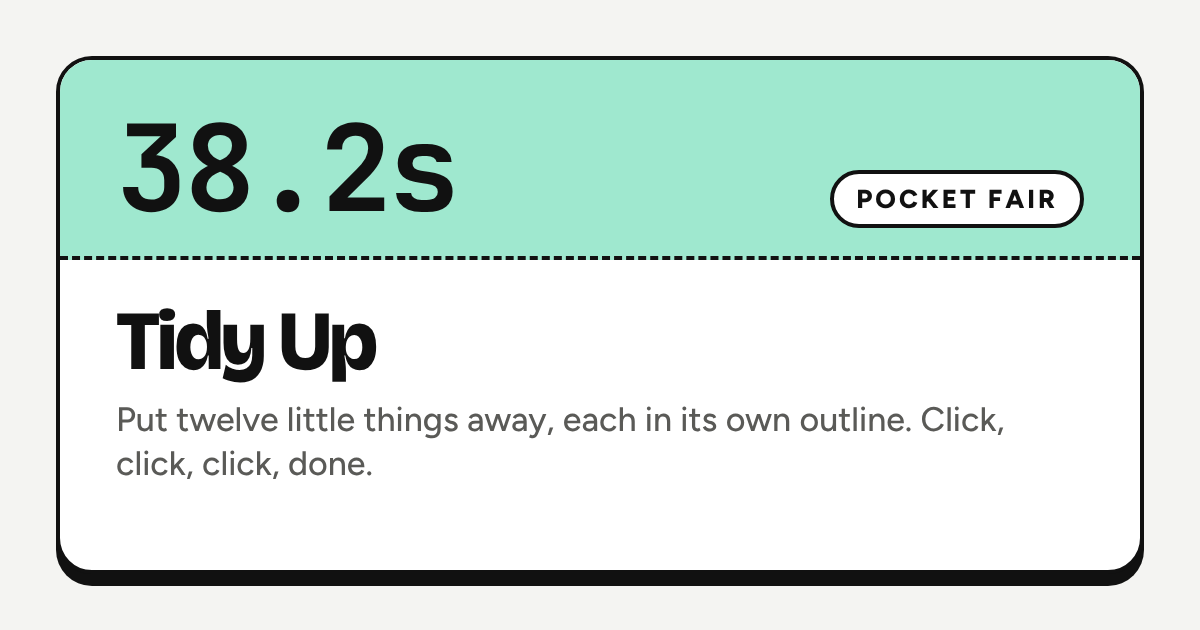 38.2s
POCKET FAIR
Tidy Up
Put twelve little things away, each in its own outline. Click,
click, click, done.